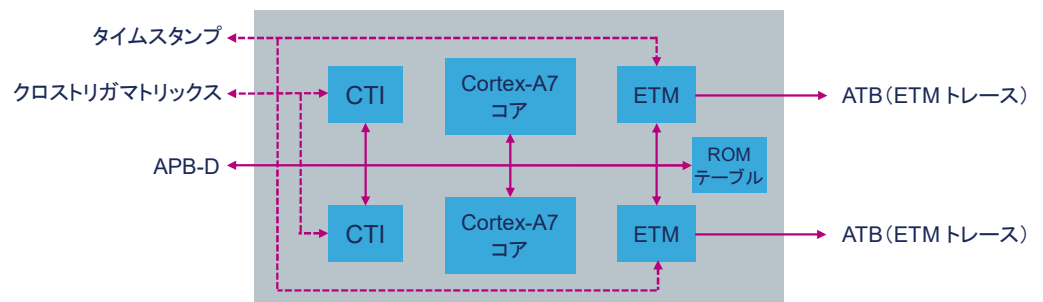 タイムスタンプ
クロストリガマトリックス
CTI
Cortex-A7
コア
ETM
ATB（ETM トレース）
APB-D
ROM
テーブル
CTI
Cortex-A7
コア
ETM
ATB（ETM トレース）